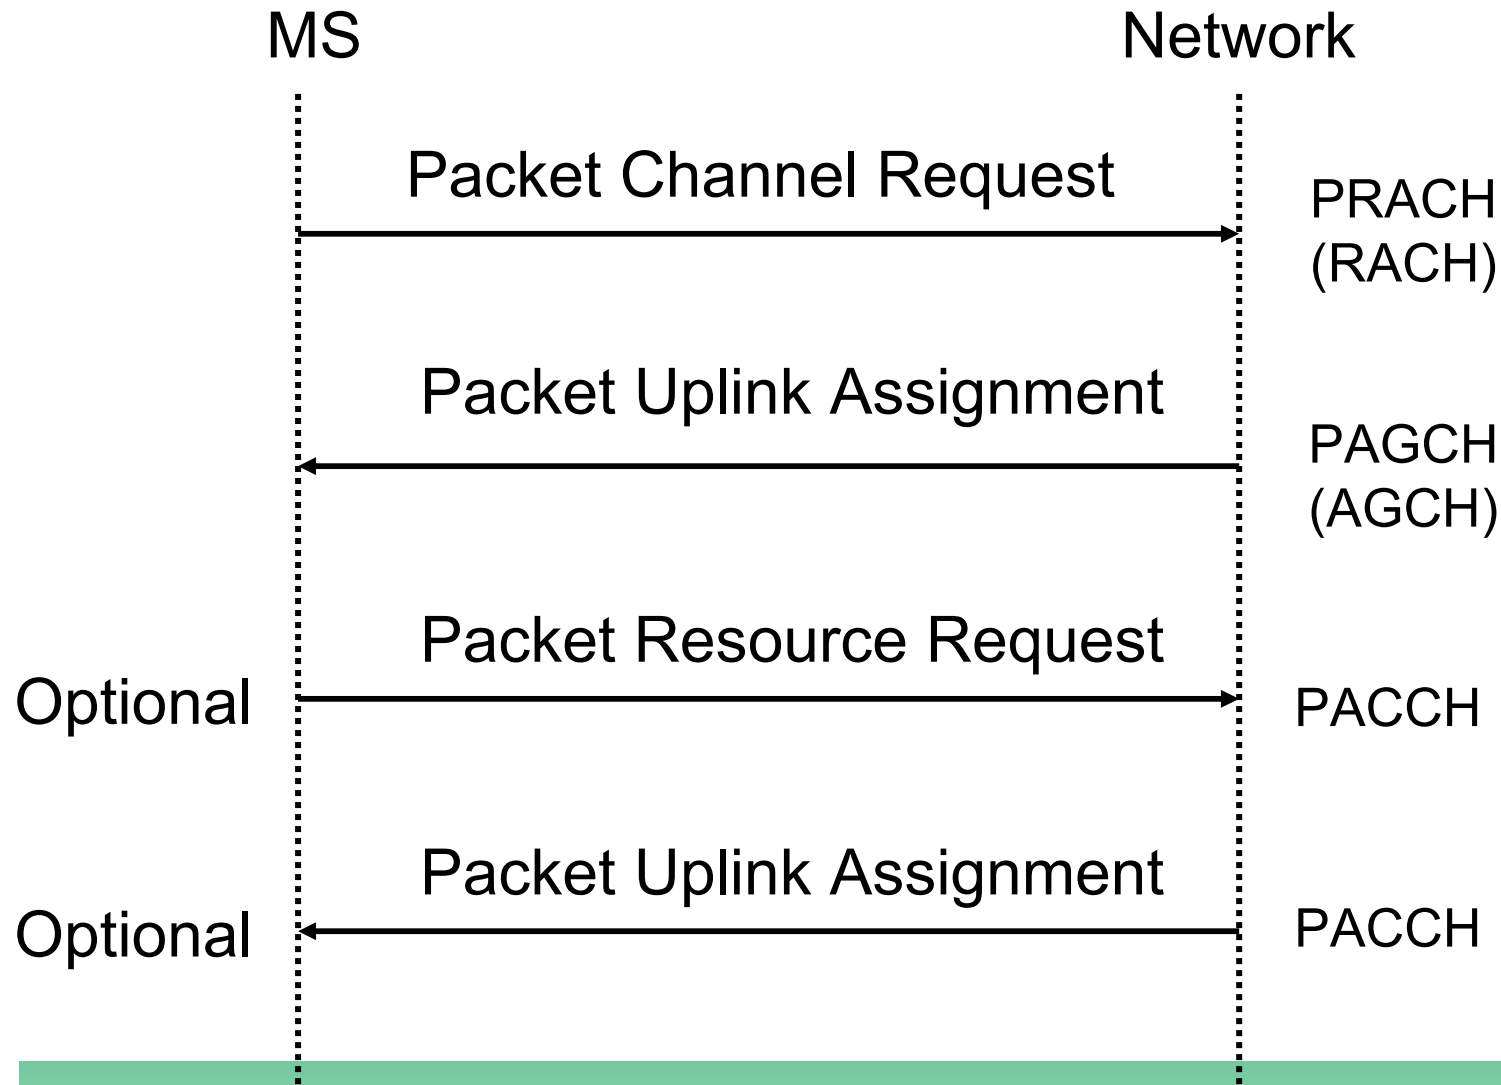 MS
Network
Packet Channel Request
PRACH
(RACH)
Packet Uplink Assignment
PAGCH
(AGCH)
Packet Resource Request
Optional
PACCH
Packet Uplink Assignment
Optional
PACCH